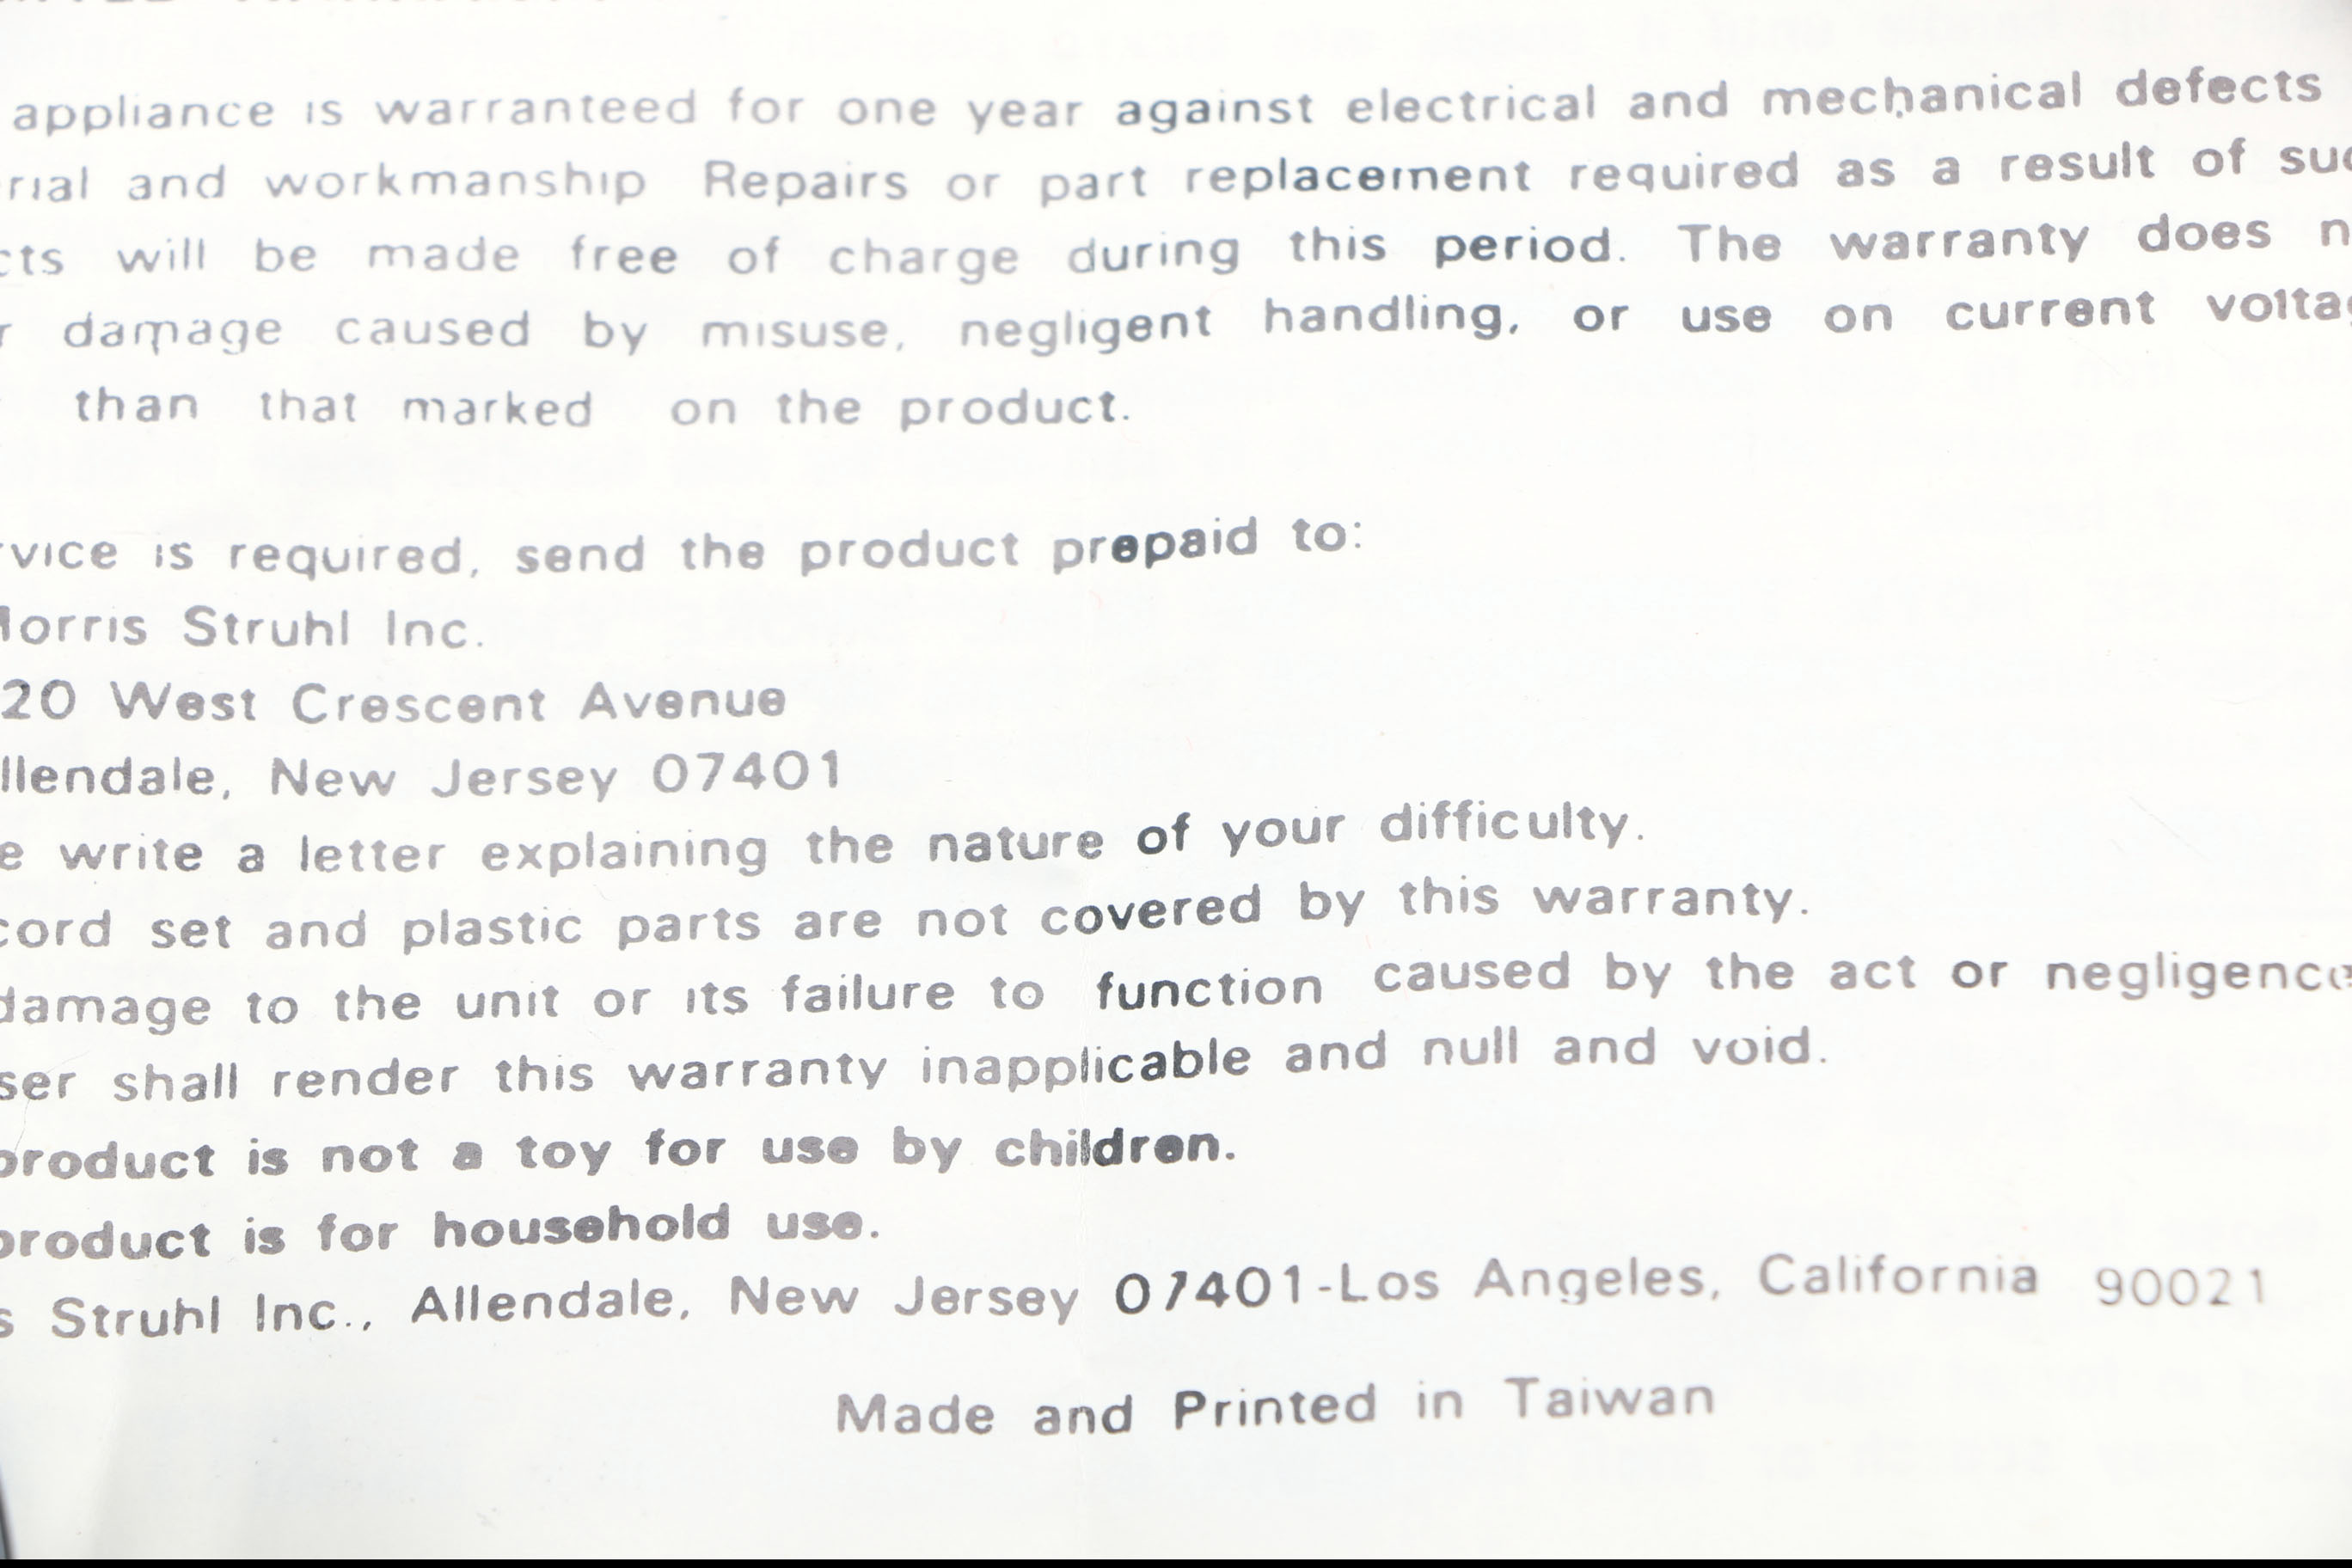 appliance is warranteed for one year against electrical and mechanical defects
rial and workmanship Repairs or part replacement required as a result of suc
cts will be made free of charge during this period. The warranty does n
r damage caused by misuse, negligent handling, or use on current voltag
than that marked on the product.
rvice is required, send the product prepaid to:
Morris Struhl Inc.
20 West Crescent Avenue
llendale, New Jersey 07401
e write a letter explaining the nature of your difficulty.
cord set and plastic parts are not covered by this warranty.
damage to the unit or its failure to function caused by the act or negligence
ser shall render this warranty inapplicable and null and void.
product is not a toy for use by children.
product is for household use.
s Struhl Inc., Allendale, New Jersey 07401-Los Angeles, California 90021
Made and Printed in Taiwan